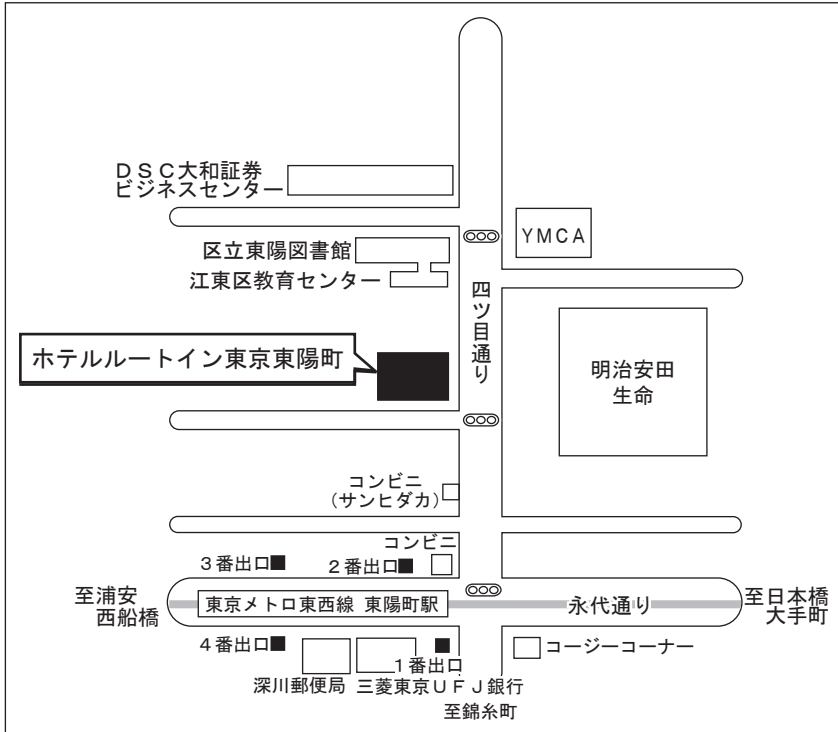 ＤＳＣ大和証券
ビジネスセンター
YMCA
区立東陽図書館
江東区教育センター
四ツ目通り
ホテルルートイン東京東陽町
明治安田
生命
コンビニ
(サンヒダカ)
コンビニ
３番出口
２番出口
至浦安
西船橋
東京メトロ東西線 東陽町駅
永代通り
至日本橋
大手町
４番出口
１番出口
コージーコーナー
深川郵便局
三菱東京ＵＦＪ銀行
至錦糸町